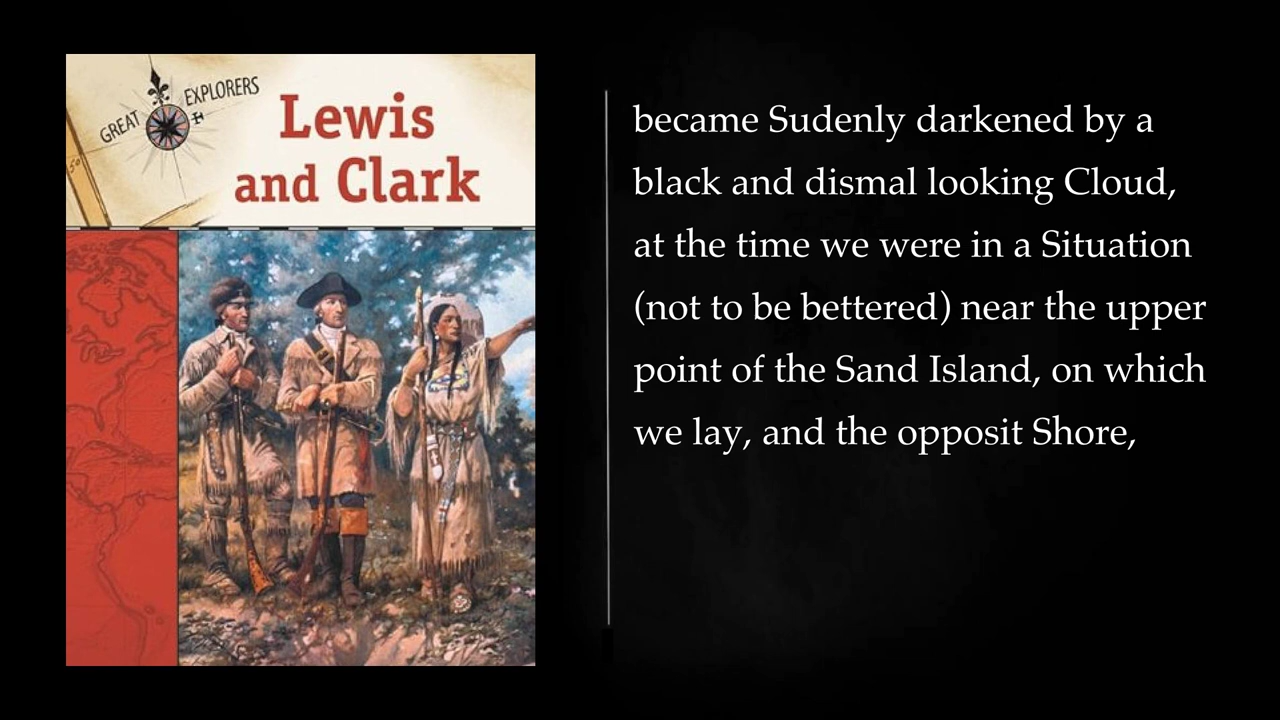 GREAT EXPLORERS
Lewis
and Clark
became Sudenly darkened by a
black and dismal looking Cloud,
at the time we were in a Situation
(not to be bettered) near the upper
point of the Sand Island, on which
we lay, and the opposit Shore,